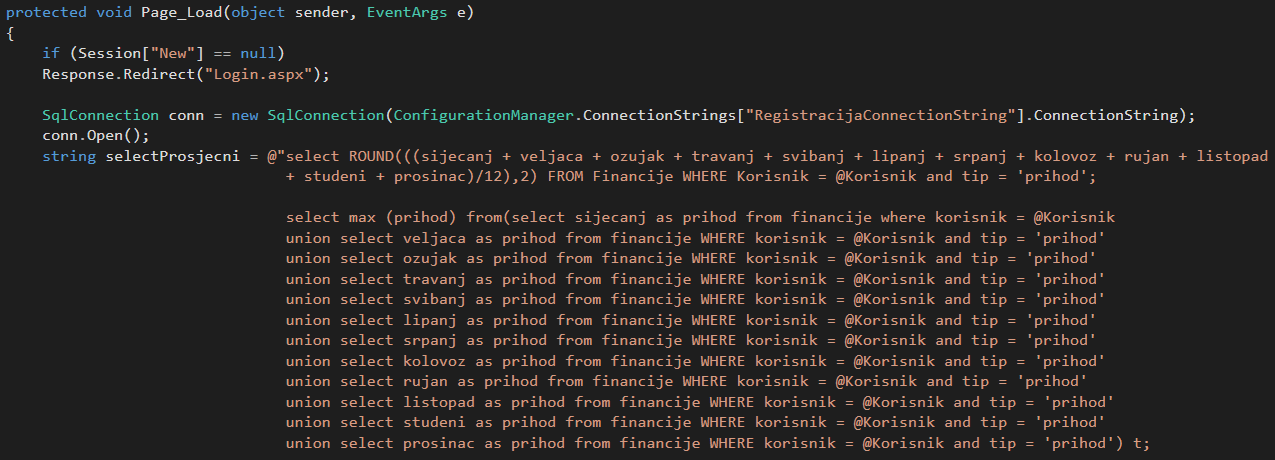 protected void Page_Load(object sender, EventArgs e)
{
if (Session["New"] == null)
Response.Redirect("Login.aspx");
SqlConnection conn = new SqlConnection(ConfigurationManager.ConnectionStrings["RegistracijaConnectionString"].ConnectionString);
conn.Open();
string selectProsjecni = @"select ROUND(((sijecanj + veljaca + ozujak + travanj + svibanj + lipanj + srpanj + kolovoz + rujan + listopad
+ studeni + prosinac)/12),2) FROM Financije WHERE Korisnik = @Korisnik and tip = 'prihod';
select max (prihod) from(select sijecanj as prihod from financije where korisnik = @Korisnik
union select veljaca as prihod from financije WHERE korisnik = @Korisnik and tip = 'prihod'
union select ozujak as prihod from financije WHERE korisnik = @Korisnik and tip = 'prihod'
union select travanj as prihod from financije WHERE korisnik = @Korisnik and tip = 'prihod'
union select svibanj as prihod from financije WHERE korisnik = @Korisnik and tip = 'prihod'
union select lipanj as prihod from financije WHERE korisnik = @Korisnik and tip = 'prihod'
union select srpanj as prihod from financije WHERE korisnik = @Korisnik and tip = 'prihod'
union select kolovoz as prihod from financije WHERE korisnik = @Korisnik and tip = 'prihod'
union select rujan as prihod from financije WHERE korisnik = @Korisnik and tip = 'prihod'
union select listopad as prihod from financije WHERE korisnik = @Korisnik and tip = 'prihod'
union select studeni as prihod from financije WHERE korisnik = @Korisnik and tip = 'prihod'
union select prosinac as prihod from financije WHERE korisnik = @Korisnik and tip = 'prihod') t;